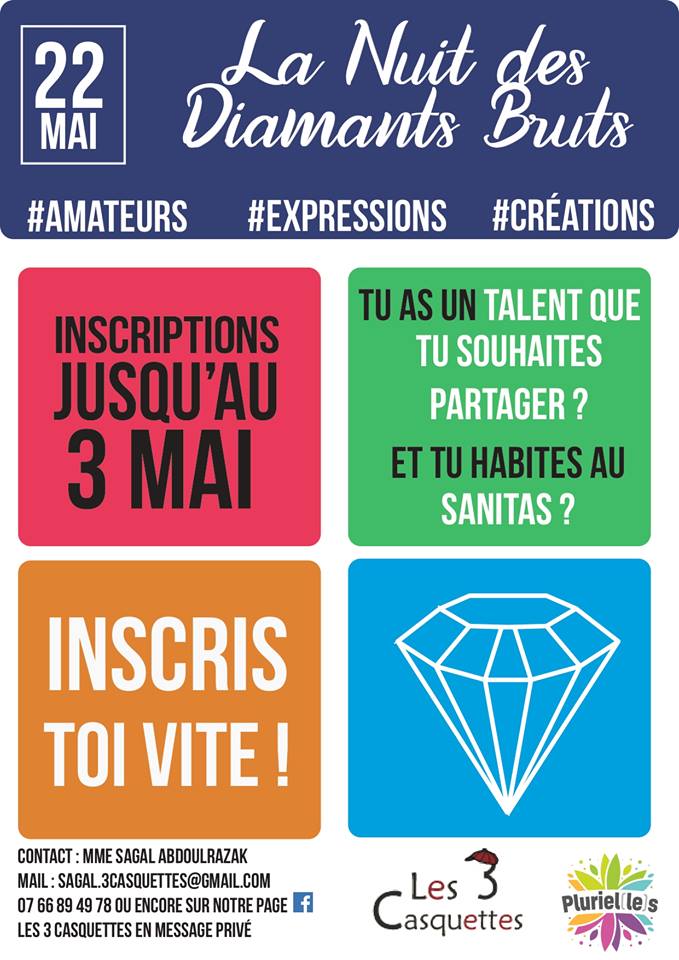 22
MAI
La Nuit des
Diamants Bruts
#AMATEURS #EXPRESSIONS #CRÉATIONS
INSCRIPTIONS
JUSQU'AU
3 MAI
TU AS UN TALENT QUE
TU SOUHAITES
PARTAGER ?
ET TU HABITES AU
SANITAS ?
INSCRIS
TOI VITE !
CONTACT : MME SAGAL ABDOULRAZAK
MAIL : SAGAL.3CASQUETTES@GMAIL.COM
07 66 89 49 78 OU ENCORE SUR NOTRE PAGE f
LES 3 CASQUETTES EN MESSAGE PRIVÉ
Les 3
Casquettes
Pluriel(le)s